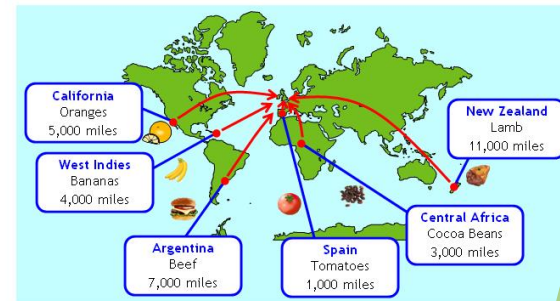 California
Oranges
5,000 miles
West Indies
Bananas
4,000 miles
Argentina
Beef
7,000 miles
Spain
Tomatoes
1,000 miles
Central Africa
Cocoa Beans
3,000 miles
New Zealand
Lamb
11,000 miles